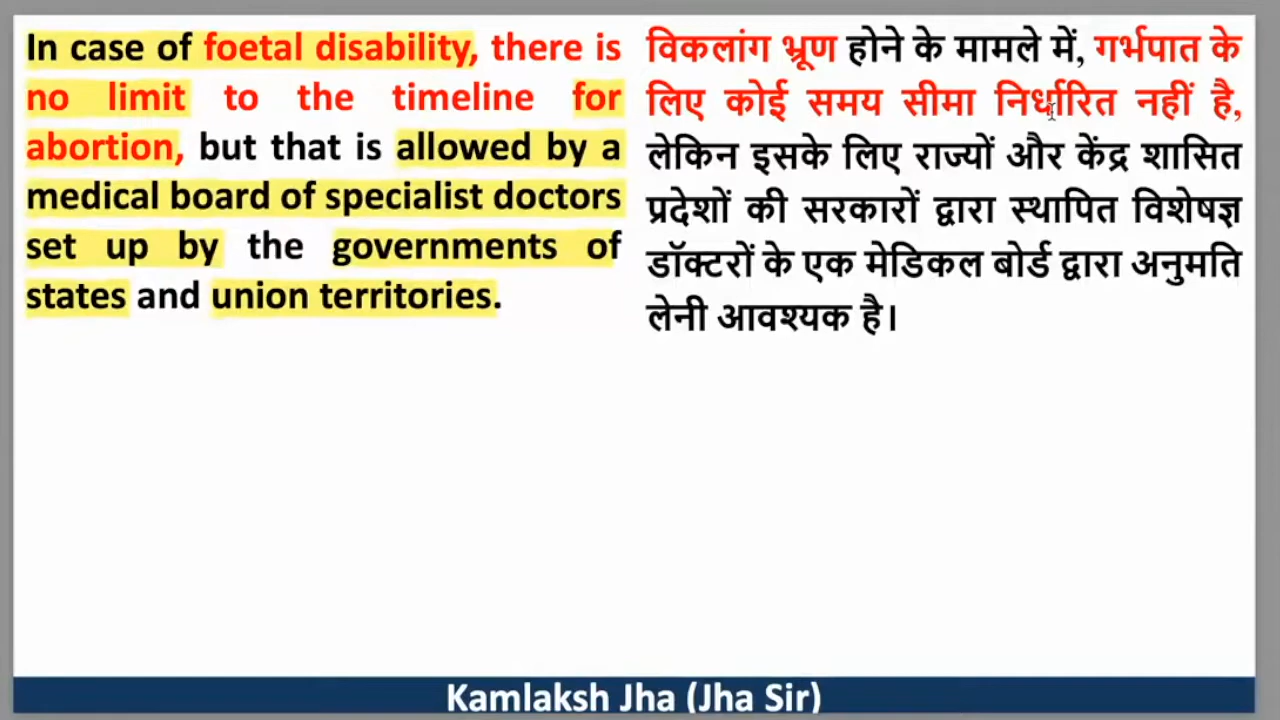 In case of foetal disability, there is
no limit to the timeline for
abortion, but that is allowed by a
medical board of specialist doctors
set up by the governments of
states and union territories.
विकलांग भ्रूण होने के मामले में, गर्भपात के
लिए कोई समय सीमा निर्धारित नहीं है,
लेकिन इसके लिए राज्यों और केंद्र शासित
प्रदेशों की सरकारों द्वारा स्थापित विशेषज्ञ
डॉक्टरों के एक मेडिकल बोर्ड द्वारा अनुमति
लेनी आवश्यक है।
Kamlaksh Jha (Jha Sir)